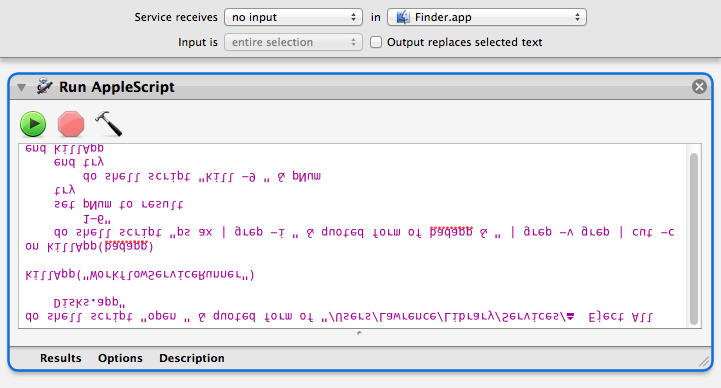 Service receives no input in Finder.app
Input is entire selection Output replaces selected text
Run AppleScript
do shell script "open " & quoted form of "/Users/Lawrence/Library/Services/⏏ Eject All
Disks.app"
killApp("WorkflowServiceRunner")
on killApp(badapp)
do shell script "ps ax | grep -i " & quoted form of badapp & " | grep -v grep | cut -c
1-6"
set pNum to result
try
do shell script "kill -9 " & pNum
end try
end killApp
Results Options Description